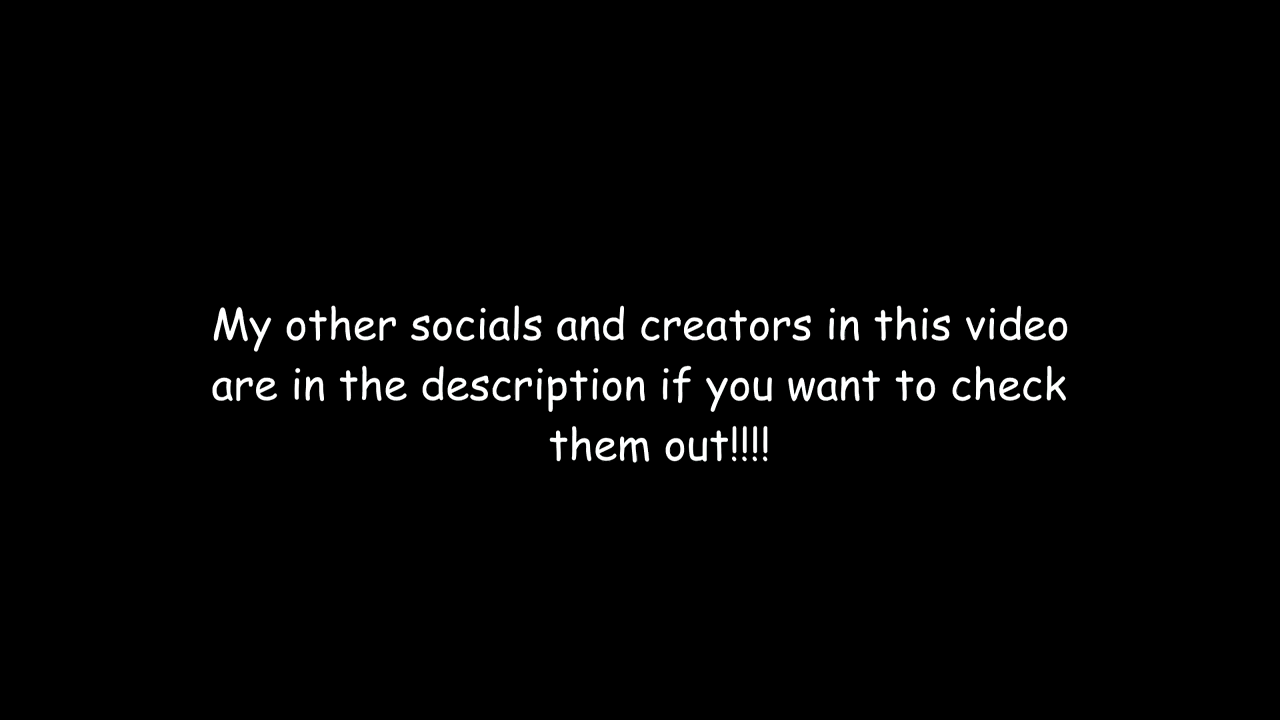 My other socials and creators in this video
are in the description if you want to check
them out!!!!